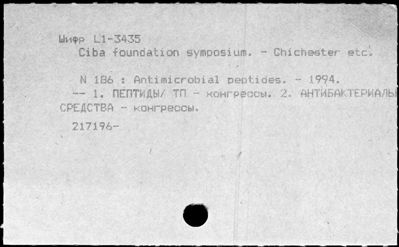 Шифр L1-3435
Ciba foundation symposium. - Chichester etc.
N 186 : Antimicrobial peptides. - 1994.
-- 1. ПЕПТИДЫ/ ТП - конгрессы. 2. АНТИБАКТЕРИАЛЬ
СРЕДСТВА - конгрессы.
217196-